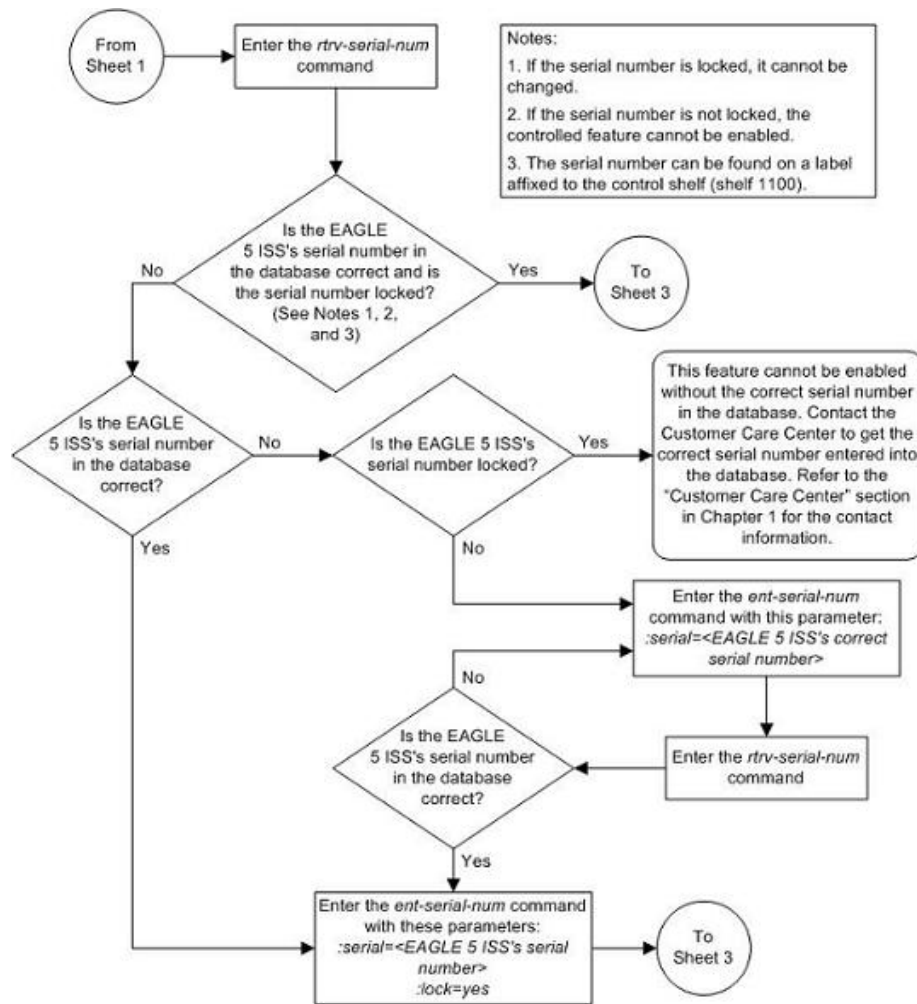 From
Sheet 1
Enter the rtrv-serial-num
command
Notes:
1. If the serial number is locked, it cannot be
changed.
2. If the serial number is not locked, the
controlled feature cannot be enabled.
3. The serial number can be found on a label
affixed to the control shelf (shelf 1100).
Is the EAGLE
5 ISS's serial number in
the database correct and is
the serial number locked?
(See Notes 1, 2,
and 3)
No
Yes
To
Sheet 3
Is the EAGLE
5 ISS's serial number
in the database
correct?
No
Yes
Is the EAGLE 5 ISS's
serial number locked?
Yes
No
This feature cannot be enabled
without the correct serial number
in the database. Contact the
Customer Care Center to get the
correct serial number entered into
the database. Refer to the
"Customer Care Center" section
in Chapter 1 for the contact
information.
Enter the ent-serial-num
command with this parameter:
:serial=<EAGLE 5 ISS's correct
serial number>
Enter the rtrv-serial-num
command
No
Is the EAGLE
5 ISS's serial number
in the database
correct?
Yes
Enter the ent-serial-num command
with these parameters:
:serial=<EAGLE 5 ISS's serial
number>
:lock=yes
To
Sheet 3